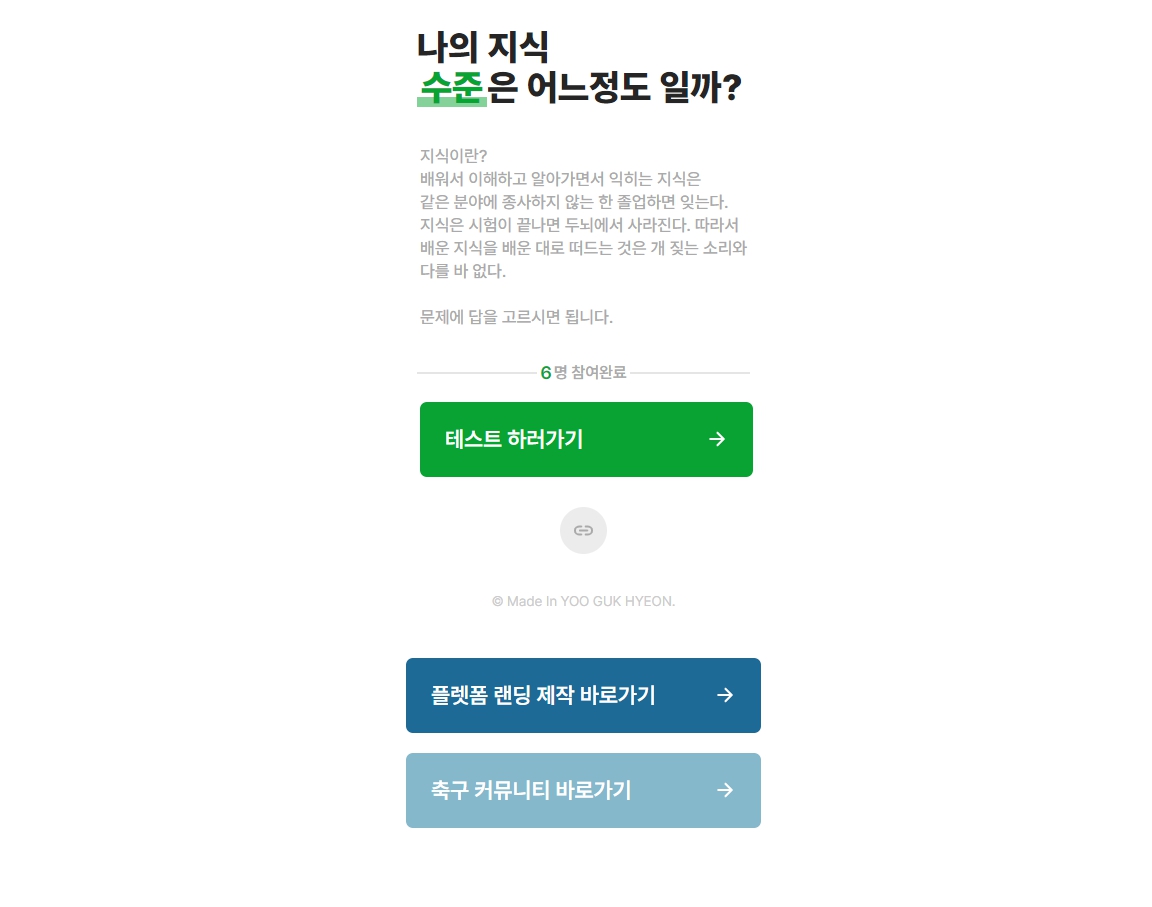 나의 지식
수준은 어느정도 일까?
지식이란?
배워서 이해하고 알아가면서 익히는 지식은
같은 분야에 종사하지 않는 한 졸업하면 잊는다.
지식은 시험이 끝나면 두뇌에서 사라진다. 따라서
배운 지식을 배운 대로 떠드는 것은 개 짖는 소리와
다를 바 없다.
문제에 답을 고르시면 됩니다.
6명 참여완료
테스트 하러가기
© Made In YOO GUK HYEON.
플렛폼 랜딩 제작 바로가기
축구 커뮤니티 바로가기